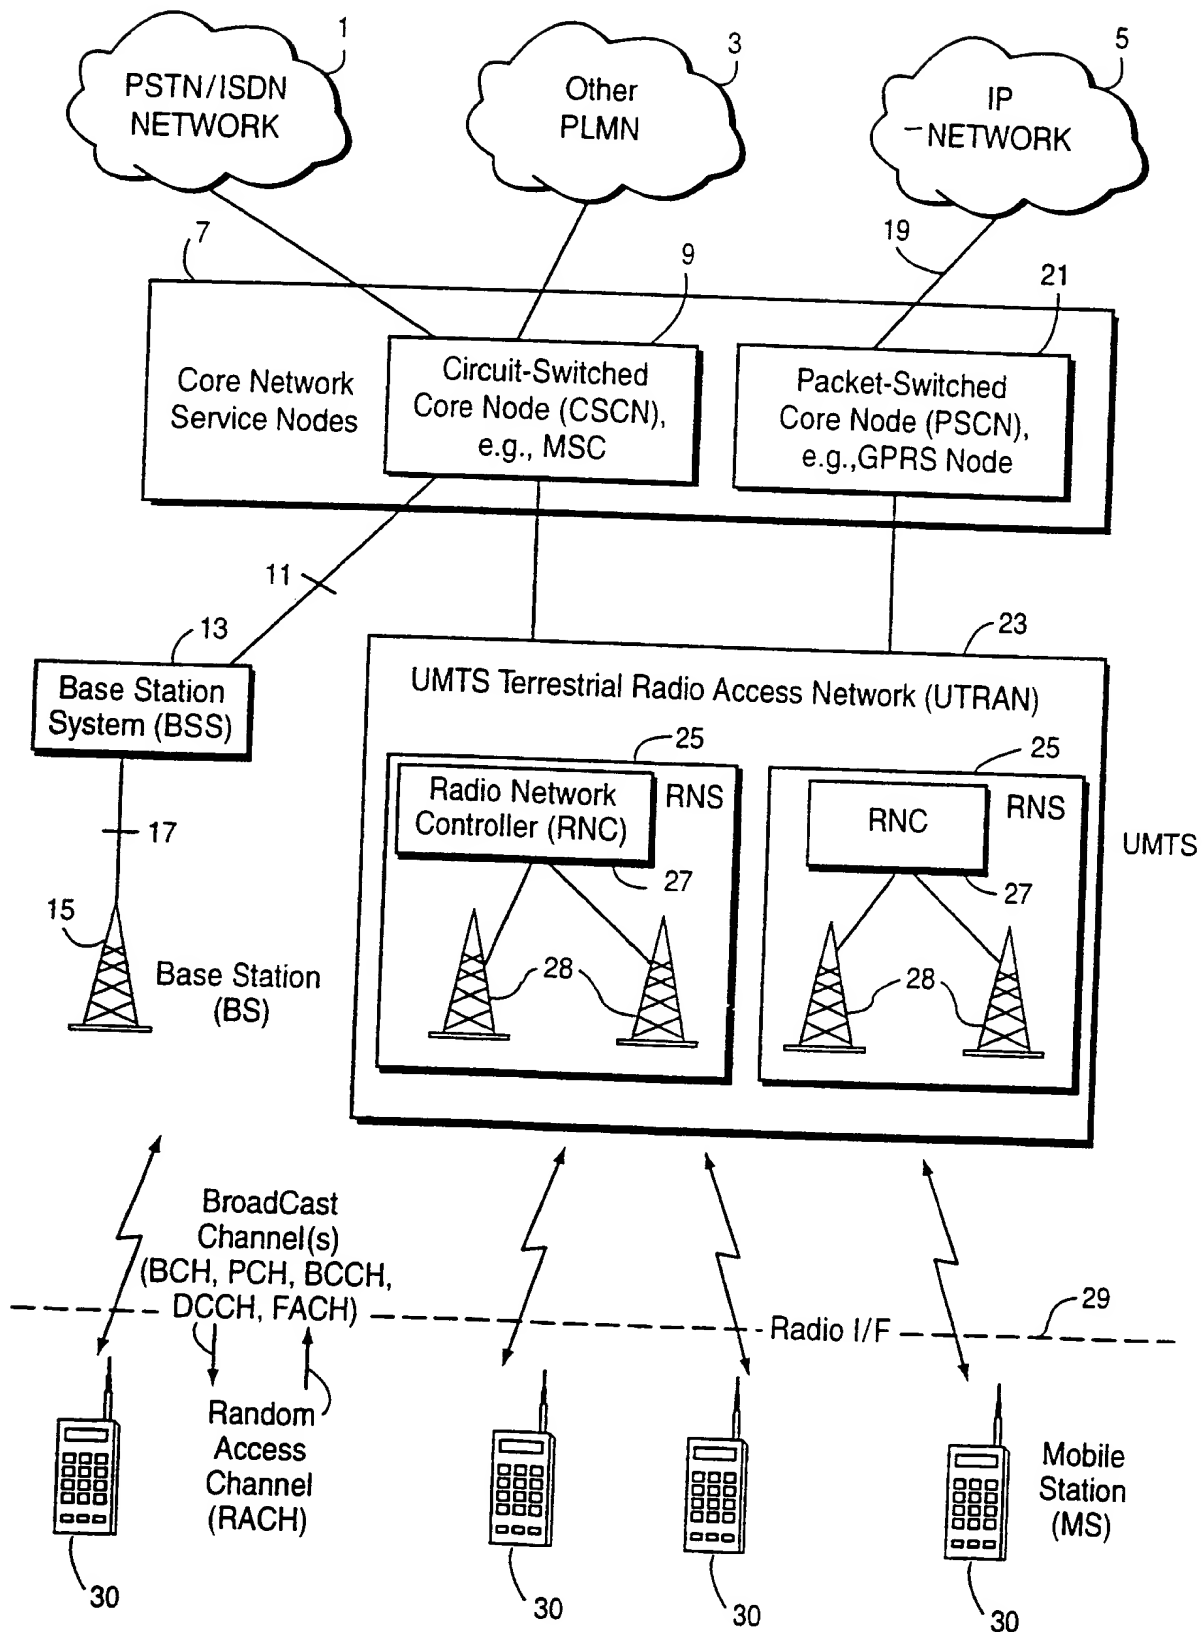 1
PSTN/ISDN
NETWORK
3
Other
PLMN
5
IP
NETWORK
7
9
19
21
Core Network
Service Nodes
Circuit-Switched
Core Node (CSCN),
e.g., MSC
Packet-Switched
Core Node (PSCN),
e.g.,GPRS Node
11
13
Base Station
System (BSS)
23
UMTS Terrestrial Radio Access Network (UTRAN)
25
Radio Network
Controller (RNC)
RNS
27
25
RNC
RNS
27
UMTS
17
15
Base Station
(BS)
28
28
BroadCast
Channel(s)
(BCH, PCH, BCCH,
DCCH, FACH)
Radio I/F
29
Random
Access
Channel
(RACH)
Mobile
Station
(MS)
30
30
30
30